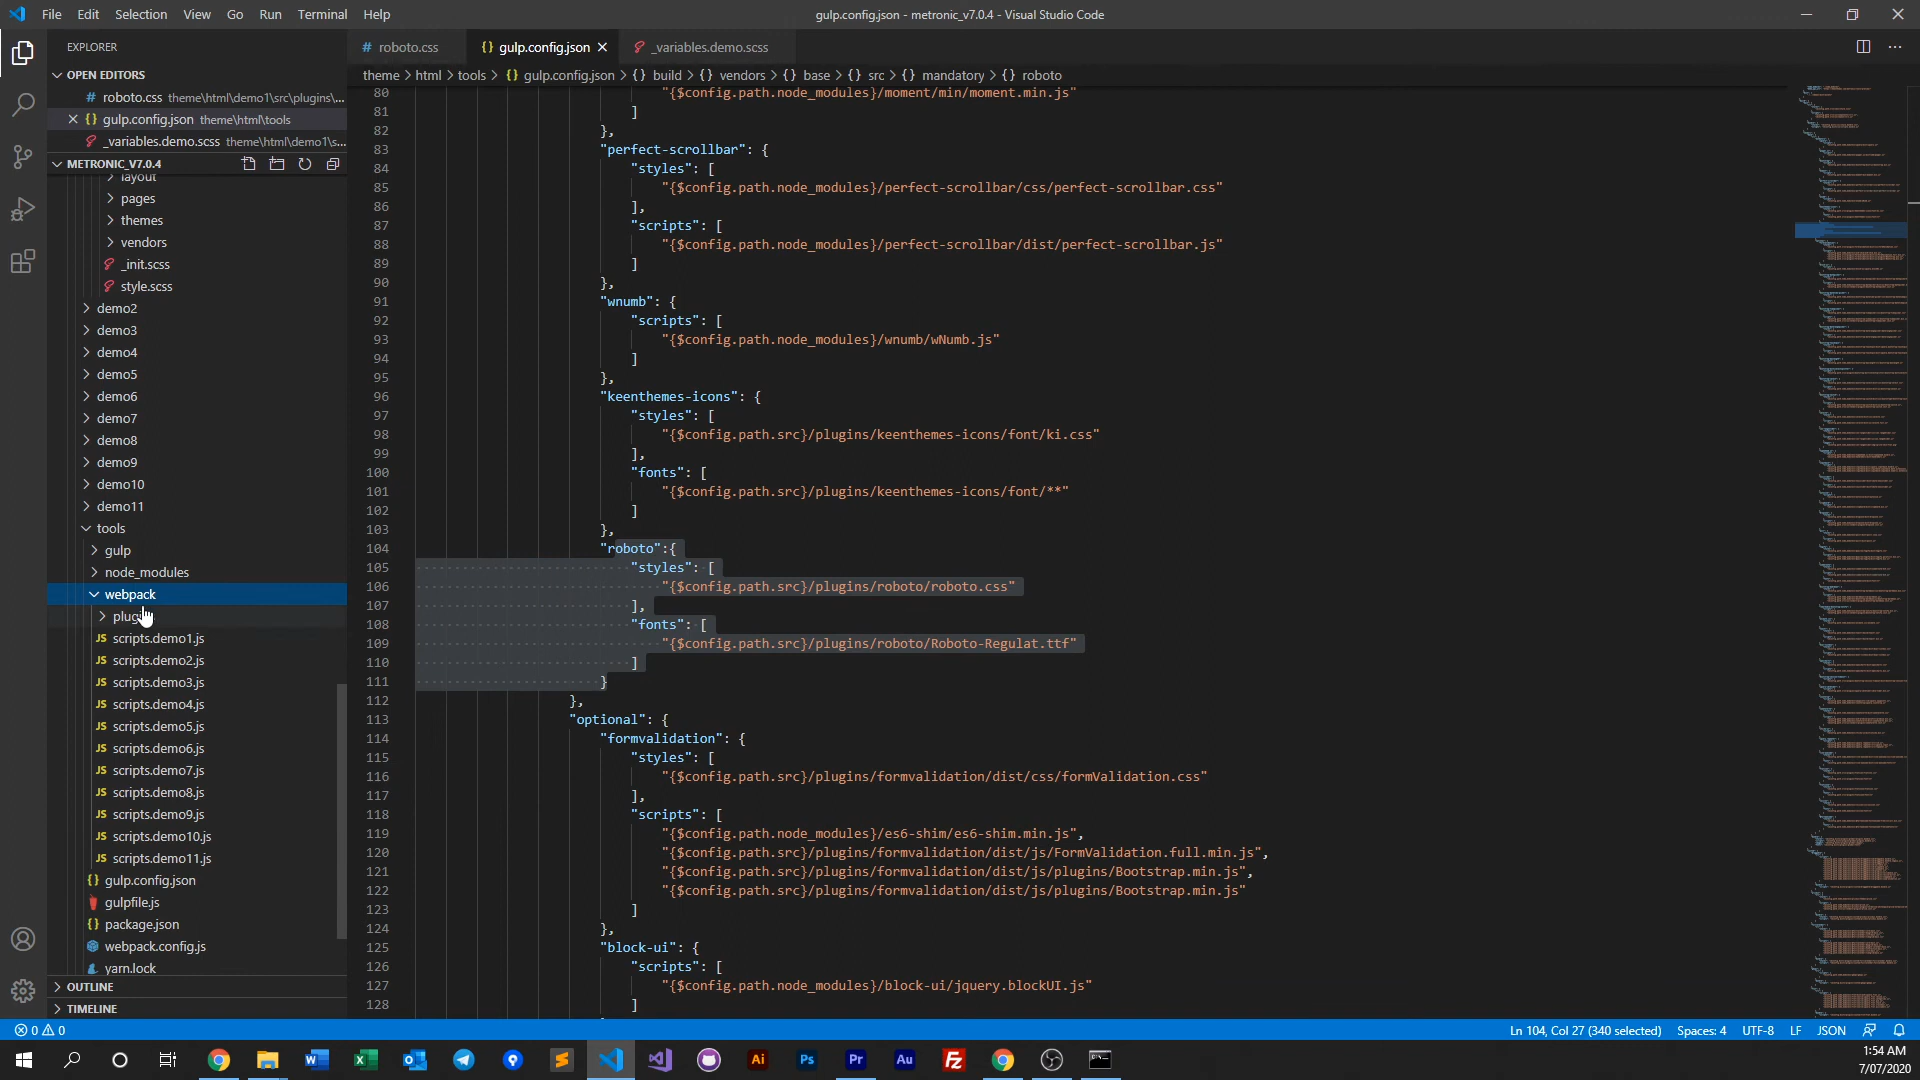 File Edit Selection View Go Run Terminal Help
gulp.config.json - metronic_v7.0.4 - Visual Studio Code
EXPLORER
OPEN EDITORS
roboto.css theme\html\demo1\src\plugins\...
gulp.config.json theme\html\tools
_variables.demo.scss theme\html\demo1\s...
METRONIC_V7.0.4
layout
pages
themes
vendors
_init.scss
style.scss
demo2
demo3
demo4
demo5
demo6
demo7
demo8
demo9
demo10
demo11
tools
gulp
node_modules
webpack
scripts.demo1.js
scripts.demo2.js
scripts.demo3.js
scripts.demo4.js
scripts.demo5.js
scripts.demo6.js
scripts.demo7.js
scripts.demo8.js
scripts.demo9.js
scripts.demo10.js
scripts.demo11.js
gulp.config.json
gulpfile.js
package.json
webpack.config.js
yarn.lock
OUTLINE
TIMELINE
# roboto.css {} gulp.config.json _variables.demo.scss
theme > html > tools > {} gulp.config.json > {} build > {} vendors > {} base > {} src > {} mandatory > {} roboto
80 "{$config.path.node_modules}/moment/min/moment.min.js"
81 ]
82 },
83 "perfect-scrollbar": {
84 "styles": [
85 "{$config.path.node_modules}/perfect-scrollbar/css/perfect-scrollbar.css"
86 ],
87 "scripts": [
88 "{$config.path.node_modules}/perfect-scrollbar/dist/perfect-scrollbar.js"
89 ]
90 },
91 "wnumb": {
92 "scripts": [
93 "{$config.path.node_modules}/wnumb/wNumb.js"
94 ]
95 },
96 "keenthemes-icons": {
97 "styles": [
98 "{$config.path.src}/plugins/keenthemes-icons/font/ki.css"
99 ],
100 "fonts": [
101 "{$config.path.src}/plugins/keenthemes-icons/font/**"
102 ]
103 },
104 "roboto":{
105 "styles": [
106 "{$config.path.src}/plugins/roboto/roboto.css"
107 ],
108 "fonts": [
109 "{$config.path.src}/plugins/roboto/Roboto-Regulat.ttf"
110 ]
111 }
112 },
113 "optional": {
114 "formvalidation": {
115 "styles": [
116 "{$config.path.src}/plugins/formvalidation/dist/css/formValidation.css"
117 ],
118 "scripts": [
119 "{$config.path.node_modules}/es6-shim/es6-shim.min.js",
120 "{$config.path.src}/plugins/formvalidation/dist/js/FormValidation.full.min.js",
121 "{$config.path.src}/plugins/formvalidation/dist/js/plugins/Bootstrap.min.js",
122 "{$config.path.src}/plugins/formvalidation/dist/js/plugins/Bootstrap.min.js"
123 ]
124 },
125 "block-ui": {
126 "scripts": [
127 "{$config.path.node_modules}/block-ui/jquery.blockUI.js"
128 ]
0 0
Ln 104, Col 27 (340 selected) Spaces: 4 UTF-8 LF JSON
1:54 AM
7/07/2020